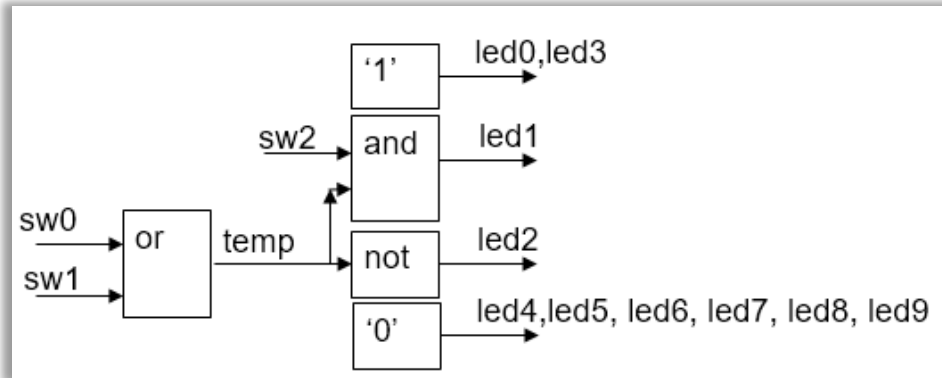 ‘1’ led0,led3
sw2 and led1
sw0 or temp not led2
sw1
‘0’ led4,led5, led6, led7, led8, led9